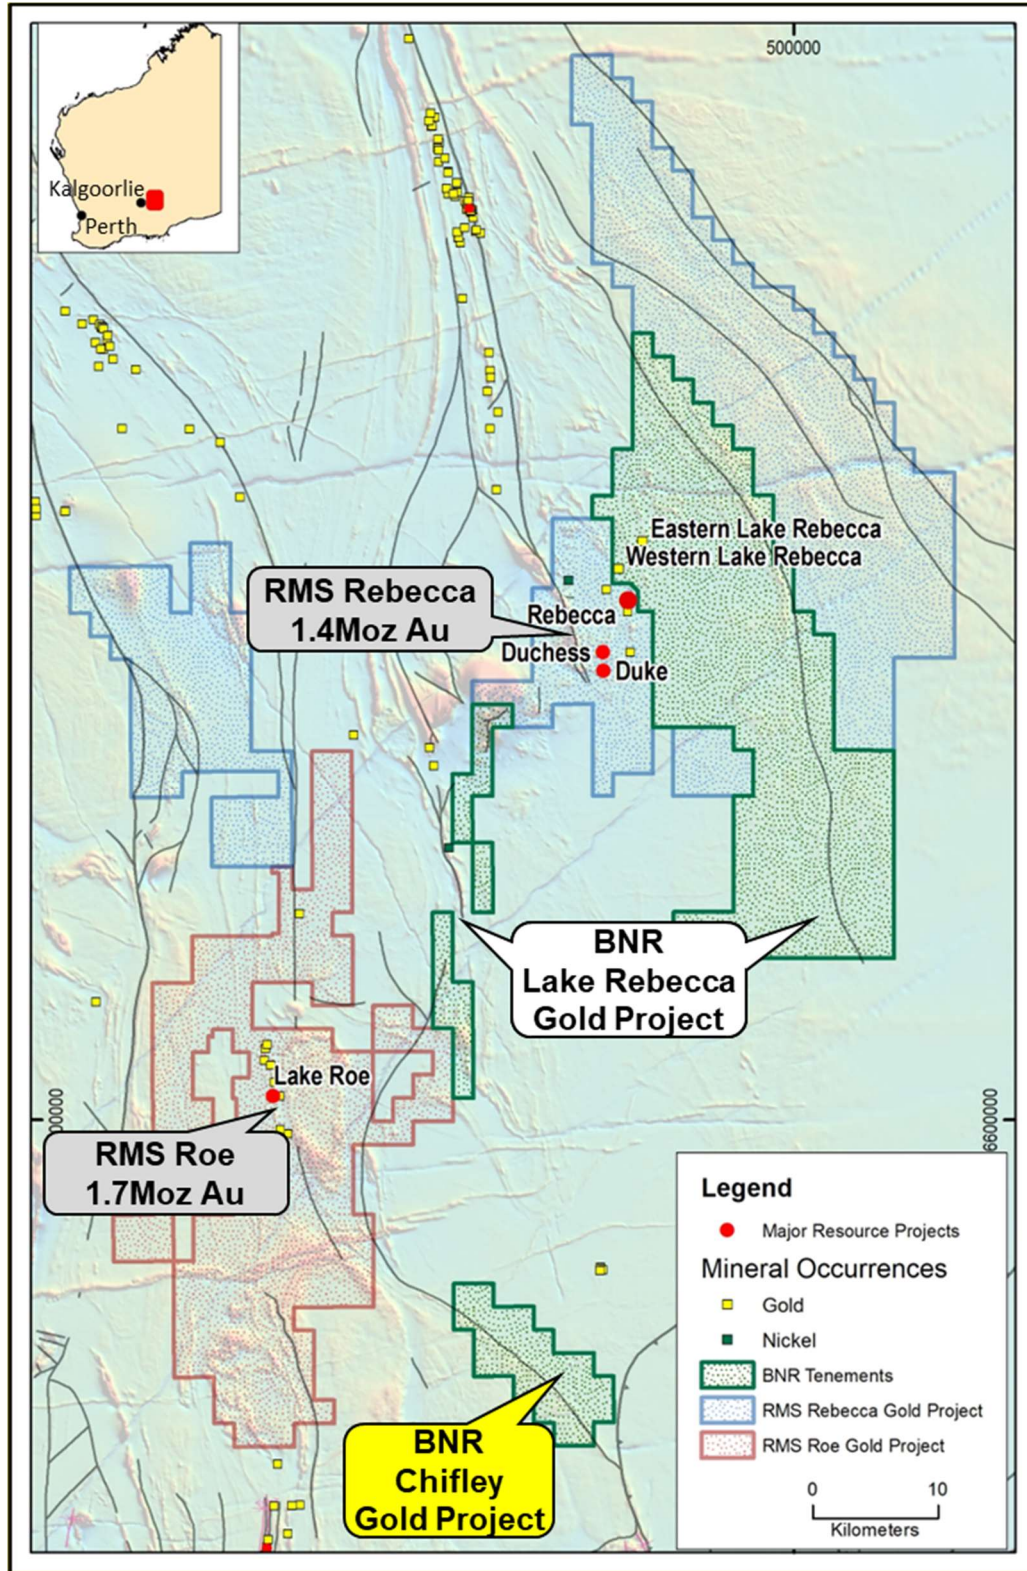 500000
Kalgoorlie
Perth
Eastern Lake Rebecca
Western Lake Rebecca
RMS Rebecca
1.4Moz Au
Rebecca
Duchess
Duke
BNR
Lake Rebecca
Gold Project
Lake Roe
6600000
RMS Roe
1.7Moz Au
BNR
Chifley
Gold Project
Legend
Major Resource Projects
Mineral Occurrences
Gold
Nickel
BNR Tenements
RMS Rebecca Gold Project
RMS Roe Gold Project
0 10
Kilometers